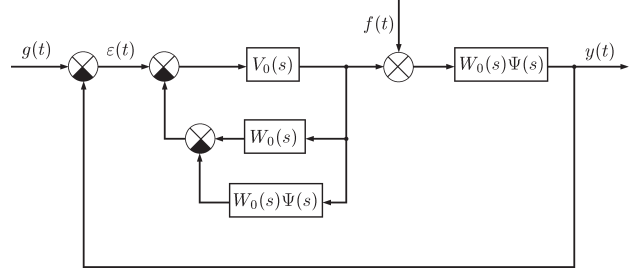 f(t)
g(t)
ε(t)
V₀(s)
W₀(s)Ψ(s)
y(t)
W₀(s)
W₀(s)Ψ(s)